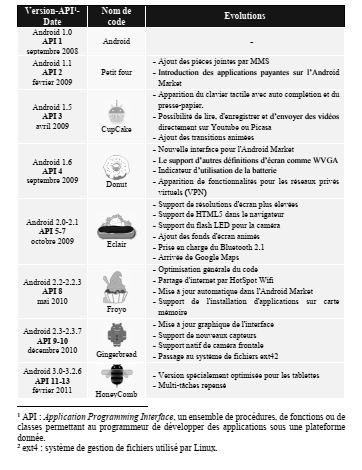 Version-API¹-
Date
Nom de
code
Evolutions
Android 1.0
API 1
septembre 2008
Android
-
Android 1.1
API 2
février 2009
Petit four
- Ajout des pièces jointes par MMS
- Introduction des applications payantes sur l'Android
Market
Android 1.5
API 3
avril 2009
CupCake
- Apparition du clavier tactile avec auto complétion et du
presse-papier.
- Possibilité de lire, d'enregistrer et d'envoyer des vidéos
directement sur Youtube ou Picasa
- Ajout des transitions animées
Android 1.6
API 4
septembre 2009
Donut
- Nouvelle interface pour l'Android Market
- Le support d'autres définitions d'écran comme WVGA
- Indicateur d'utilisation de la batterie
- Apparition de fonctionnalités pour les réseaux privés
virtuels (VPN)
Android 2.0-2.1
API 5-7
octobre 2009
Eclair
- Support de résolutions d'écran plus élevées
- Support de HTML5 dans le navigateur
- Support du flash LED pour la caméra
- Ajout des fonds d'écran animés
- Prise en charge du Bluetooth 2.1
- Arrivée de Google Maps
Android 2.2-2.2.3
API 8
mai 2010
Froyo
- Optimisation générale du code
- Partage d'internet par HotSpot Wifi
- Mise à jour automatique dans l'Android Market
- Support de l'installation d'applications sur carte
mémoire
Android 2.3-2.3.7
API 9-10
décembre 2010
Gingerbread
- Mise à jour graphique de l'interface
- Support de nouveaux capteurs
- Support natif de caméra frontale
- Passage au système de fichiers ext42
Android 3.0-3.2.6
API 11-13
février 2011
HoneyComb
- Version spécialement optimisée pour les tablettes
- Multi-tâches repensé
¹ API : Application Programming Interface, un ensemble de procédures, de fonctions ou de
classes permettant au programmeur de développer des applications sous une plateforme
donnée.
² ext4 : système de gestion de fichiers utilisé par Linux.